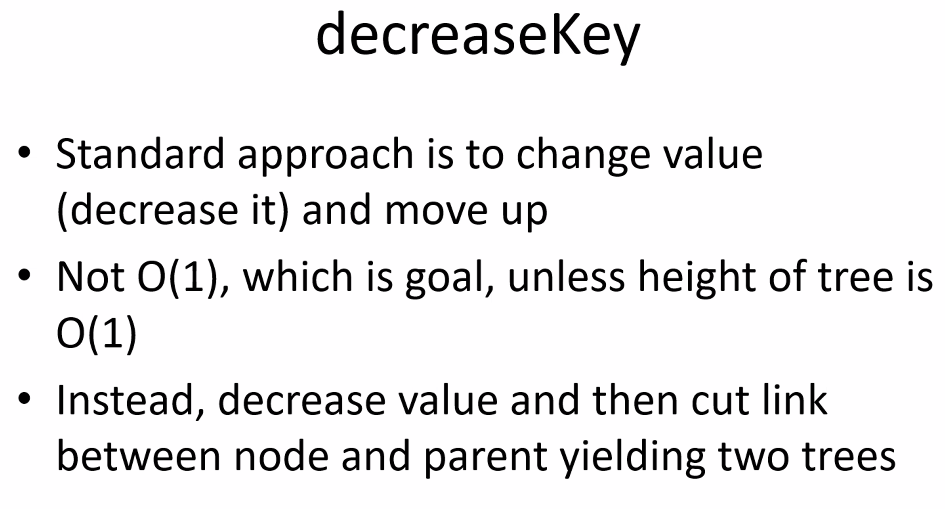 decreaseKey
• Standard approach is to change value
(decrease it) and move up
• Not O(1), which is goal, unless height of tree is
O(1)
• Instead, decrease value and then cut link
between node and parent yielding two trees